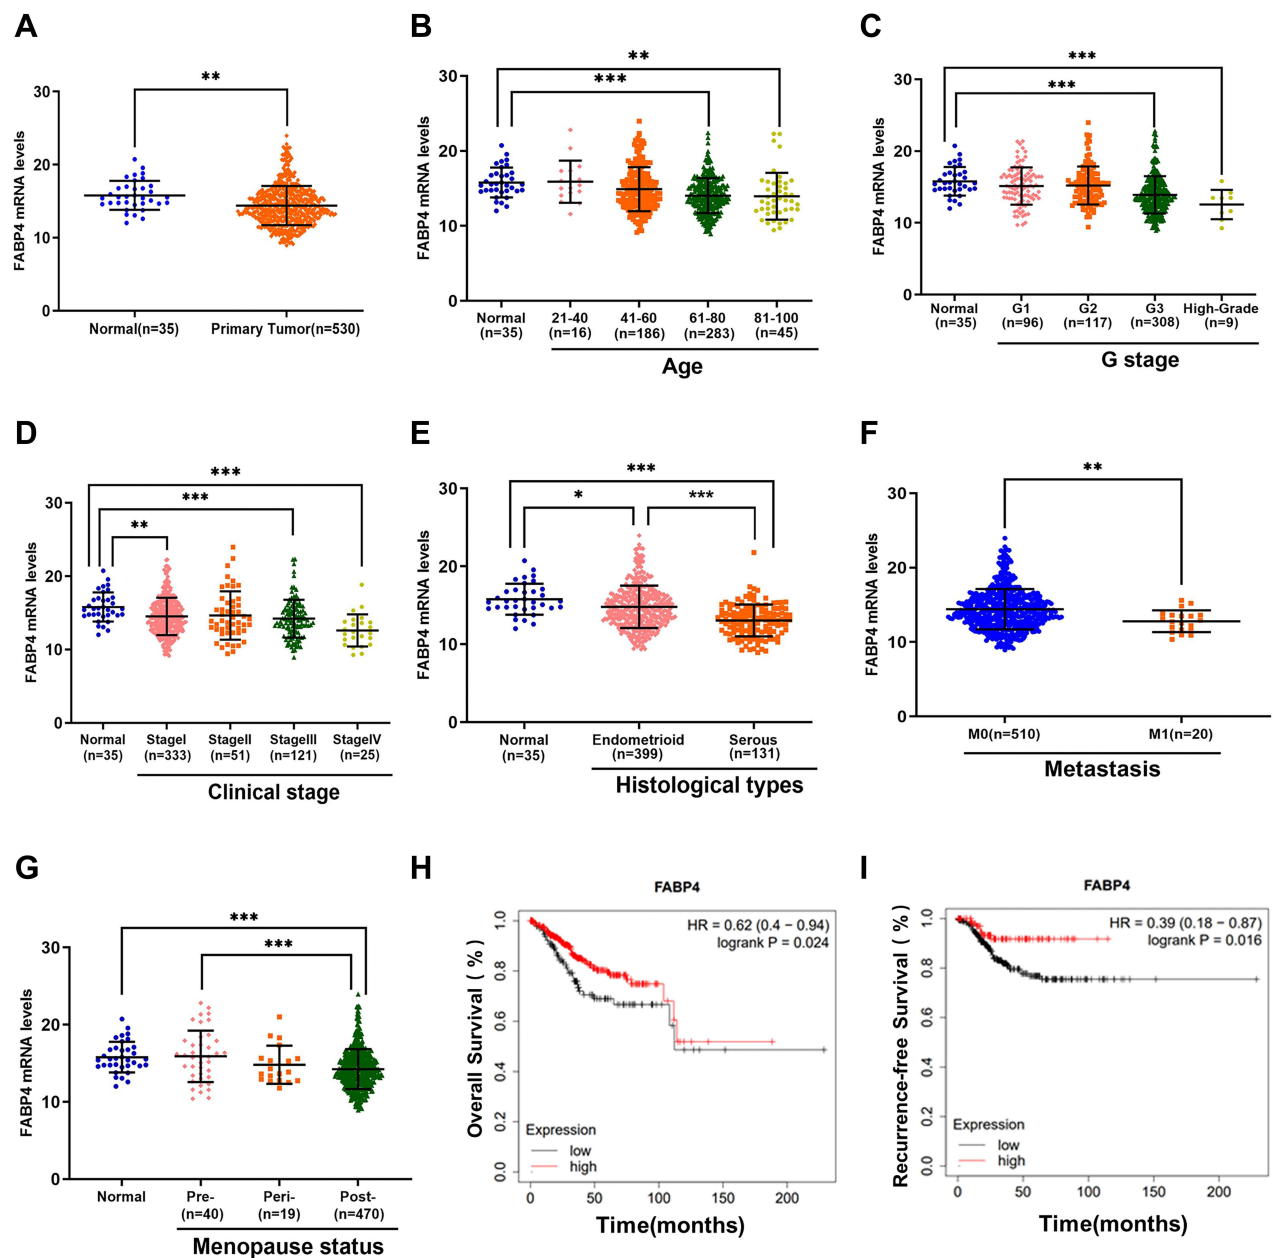 A
**
FABP4 mRNA levels
30
20
10
0
Normal(n=35) Primary Tumor(n=530)
B
**
***
FABP4 mRNA levels
30
20
10
0
Normal 21-40 41-60 61-80 81-100
(n=35) (n=16) (n=186) (n=283) (n=45)
Age
C
***
***
FABP4 mRNA levels
30
20
10
0
Normal G1 G2 G3 High-Grade
(n=35) (n=96) (n=117) (n=308) (n=9)
G stage
D
***
***
**
FABP4 mRNA levels
30
20
10
0
Normal StageI StageII StageIII StageIV
(n=35) (n=333) (n=51) (n=121) (n=25)
Clinical stage
E
***
* ***
FABP4 mRNA levels
30
20
10
0
Normal Endometrioid Serous
(n=35) (n=399) (n=131)
Histological types
F
**
FABP4 mRNA levels
30
20
10
0
M0(n=510) M1(n=20)
Metastasis
G
***
***
FABP4 mRNA levels
30
20
10
0
Normal Pre- Peri- Post-
(n=40) (n=19) (n=470)
Menopause status
H
FABP4
HR = 0.62 (0.4 − 0.94)
logrank P = 0.024
Overall Survival ( % )
1.0
0.8
0.6
0.4
0.2
0.0
Expression
low
high
0 50 100 150 200
Time(months)
I
FABP4
HR = 0.39 (0.18 − 0.87)
logrank P = 0.016
Recurrence-free Survival ( % )
1.0
0.8
0.6
0.4
0.2
0.0
Expression
low
high
0 50 100 150 200
Time(months)